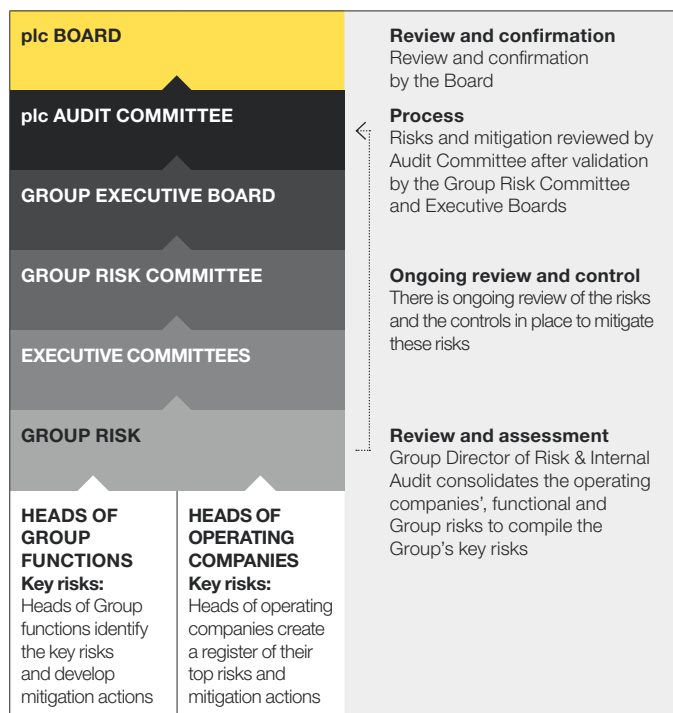 plc BOARD
Review and confirmation
Review and confirmation
by the Board
plc AUDIT COMMITTEE
Process
Risks and mitigation reviewed by
Audit Committee after validation
by the Group Risk Committee
and Executive Boards
GROUP EXECUTIVE BOARD
GROUP RISK COMMITTEE
Ongoing review and control
There is ongoing review of the risks
and the controls in place to mitigate
these risks
EXECUTIVE COMMITTEES
GROUP RISK
Review and assessment
Group Director of Risk & Internal
Audit consolidates the operating
companies’, functional and
Group risks to compile the
Group’s key risks
HEADS OF
GROUP
FUNCTIONS
Key risks:
Heads of Group
functions identify
the key risks
and develop
mitigation actions
HEADS OF
OPERATING
COMPANIES
Key risks:
Heads of operating
companies create
a register of their
top risks and
mitigation actions